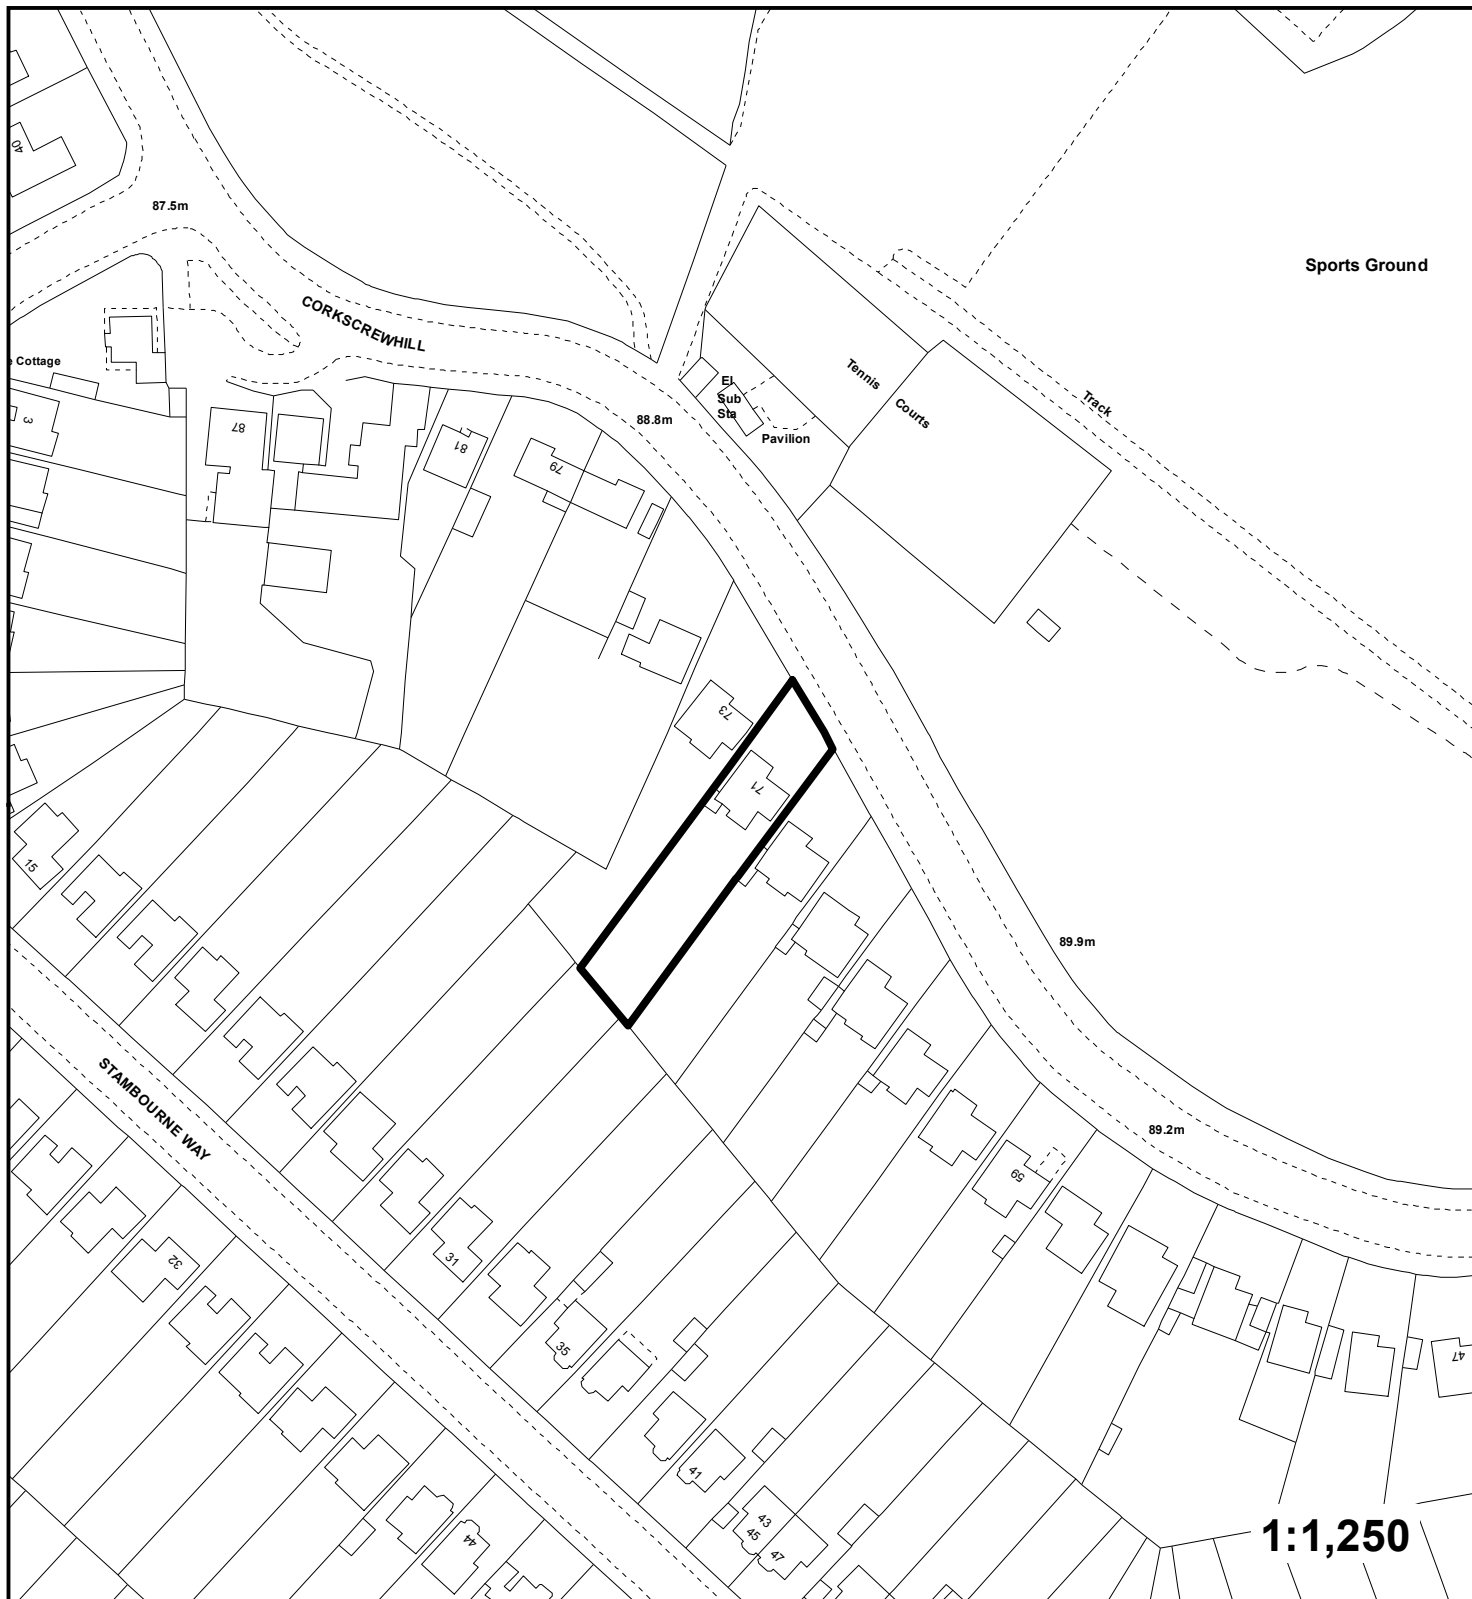 40
87.5m
Sports Ground
CORKSCREWHILL
e Cottage
El
Sub
Sta
Pavilion
Tennis
Courts
Track
88.8m
3
87
81
79
73
71
15
89.9m
89.2m
STAMBOURNE WAY
59
31
32
35
47
41
43
45
47
44
1:1,250